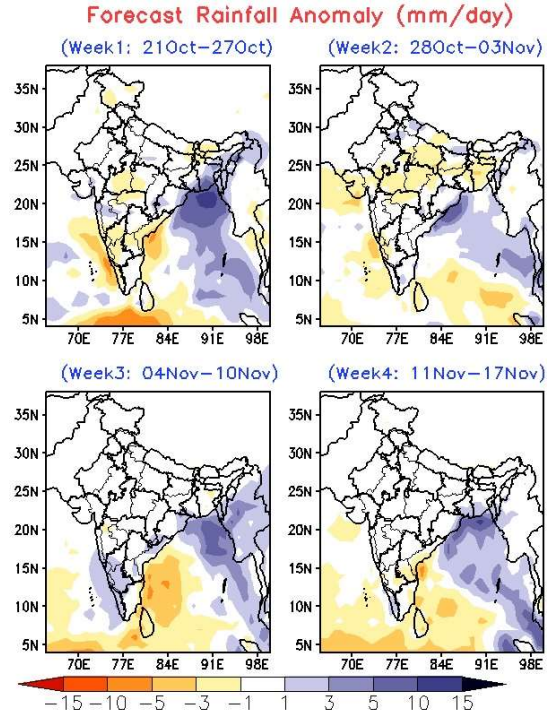 Forecast Rainfall Anomaly (mm/day)
(Week1: 21Oct−27Oct)
(Week2: 28Oct−03Nov)
35N
30N
25N
20N
15N
10N
5N
70E 77E 84E 91E 98E
35N
30N
25N
20N
15N
10N
5N
70E 77E 84E 91E 98E
(Week3: 04Nov−10Nov)
(Week4: 11Nov−17Nov)
35N
30N
25N
20N
15N
10N
5N
70E 77E 84E 91E 98E
35N
30N
25N
20N
15N
10N
5N
70E 77E 84E 91E 98E
−15 −10 −5 −3 −1 1 3 5 10 15